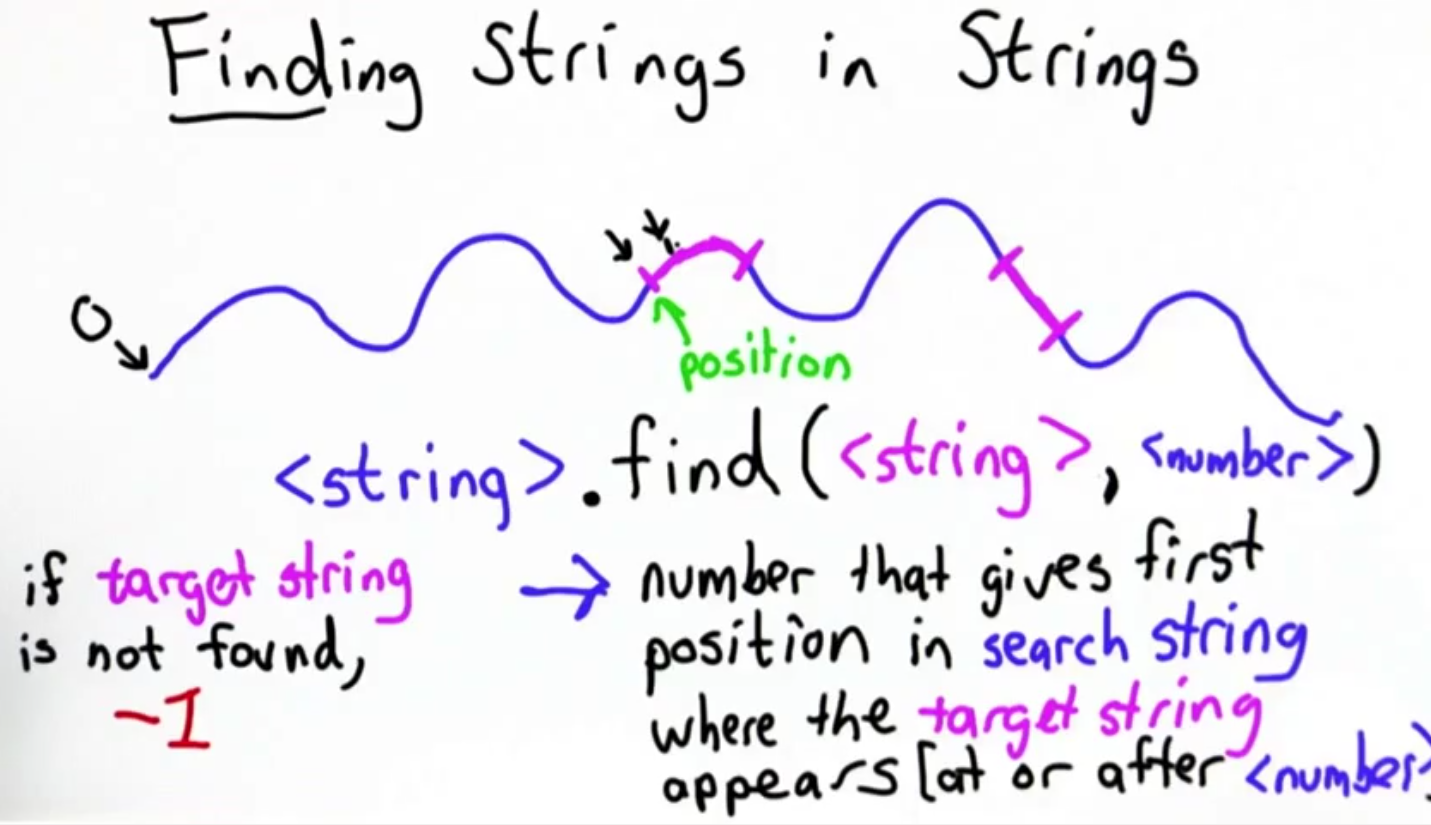 Finding Strings in Strings
0
position
<string>.find(<string>, <number>)
if target string
is not found,
-1
→ number that gives first
position in search string
where the target string
appears [at or after <number>